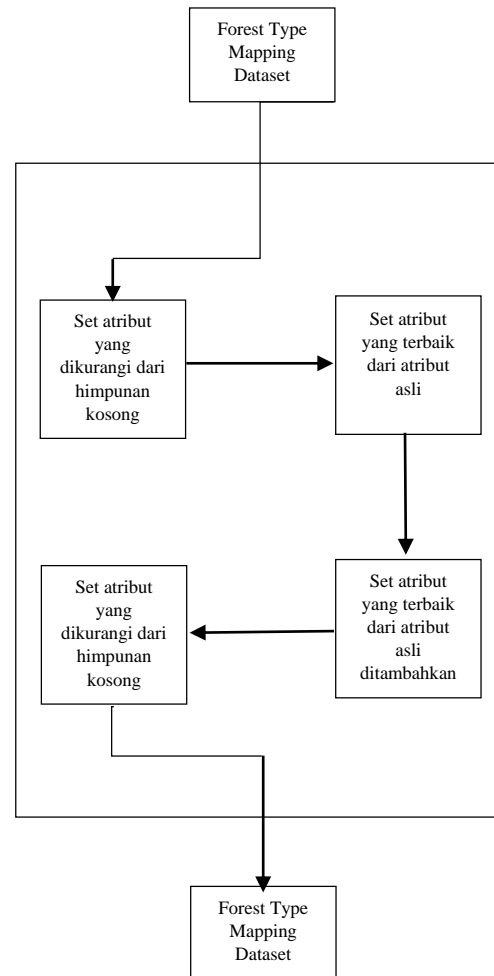 Forest Type
Mapping
Dataset
Set atribut
yang
dikurangi dari
himpunan
kosong
Set atribut
yang terbaik
dari atribut
asli
Set atribut
yang terbaik
dari atribut
asli
ditambahkan
Set atribut
yang
dikurangi dari
himpunan
kosong
Forest Type
Mapping
Dataset